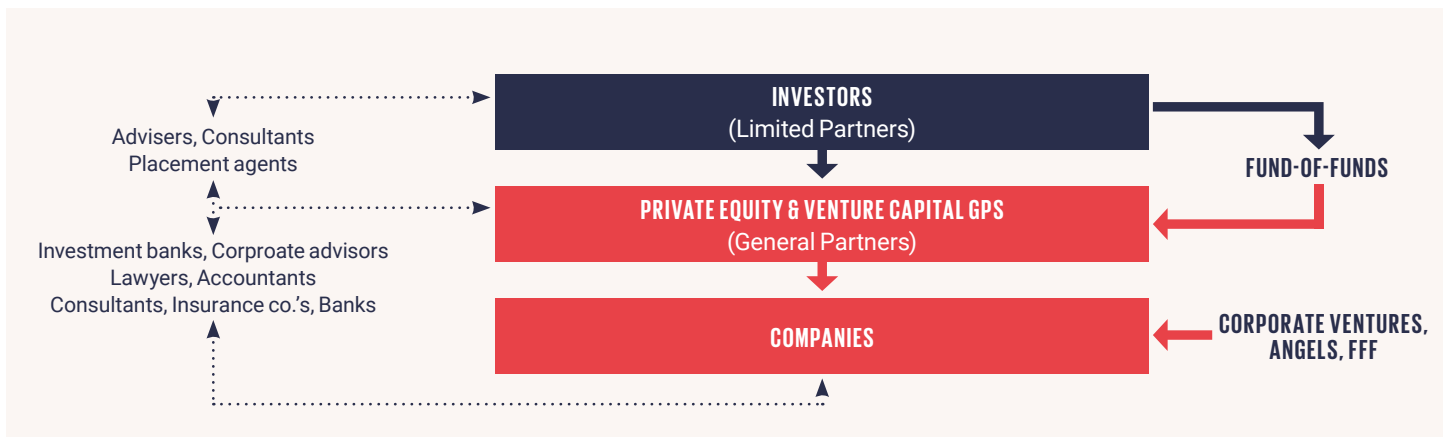 INVESTORS
(Limited Partners)
Advisers, Consultants
Placement agents
FUND-OF-FUNDS
PRIVATE EQUITY & VENTURE CAPITAL GPS
(General Partners)
Investment banks, Corproate advisors
Lawyers, Accountants
Consultants, Insurance co.'s, Banks
COMPANIES
CORPORATE VENTURES,
ANGELS, FFF